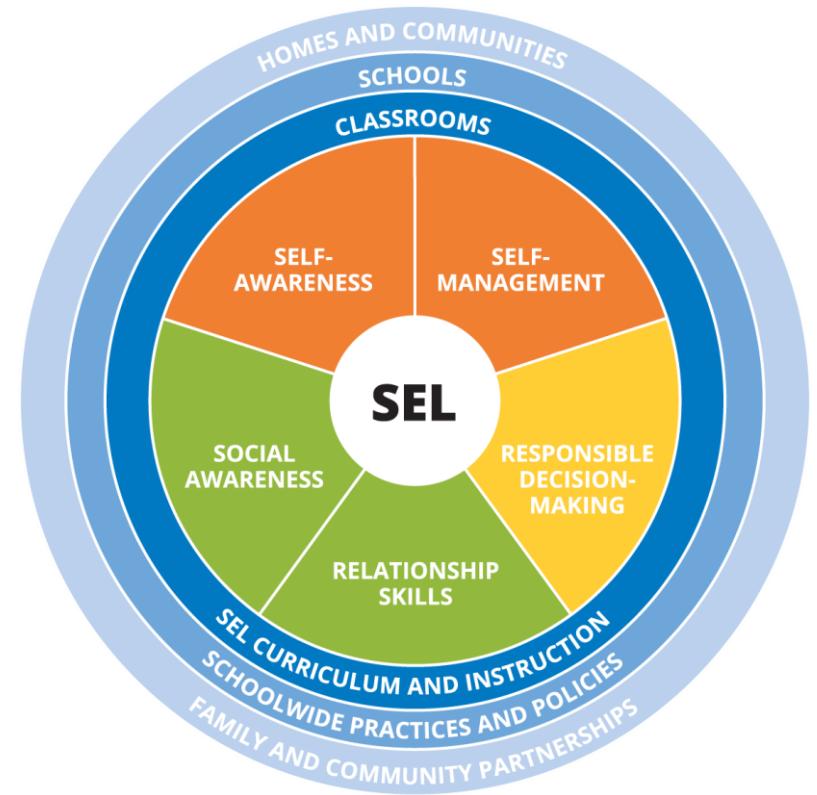 HOMES AND COMMUNITIES
SCHOOLS
CLASSROOMS
SELF-
AWARENESS
SELF-
MANAGEMENT
SEL
SOCIAL
AWARENESS
RESPONSIBLE
DECISION-
MAKING
RELATIONSHIP
SKILLS
SEL CURRICULUM AND INSTRUCTION
SCHOOLWIDE PRACTICES AND POLICIES
FAMILY AND COMMUNITY PARTNERSHIPS